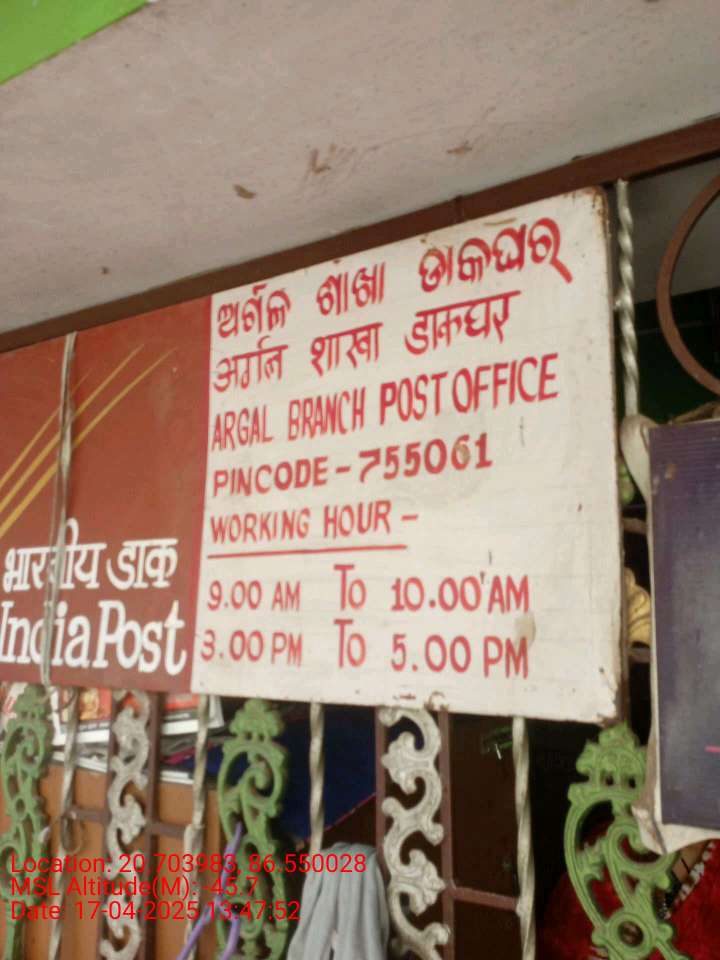 ଅର୍ଗଳ ଶାଖା ଡାକଘର
अर्गल शाखा डाकघर
ARGAL BRANCH POST OFFICE
PINCODE - 755061
WORKING HOUR -
9.00 AM To 10.00 AM
3.00 PM To 5.00 PM
भारतीय डाक
India Post
Location: 20.703983, 86.550028
MSL Altitude(M): -45.7
Date: 17-04-2025 13:47:52